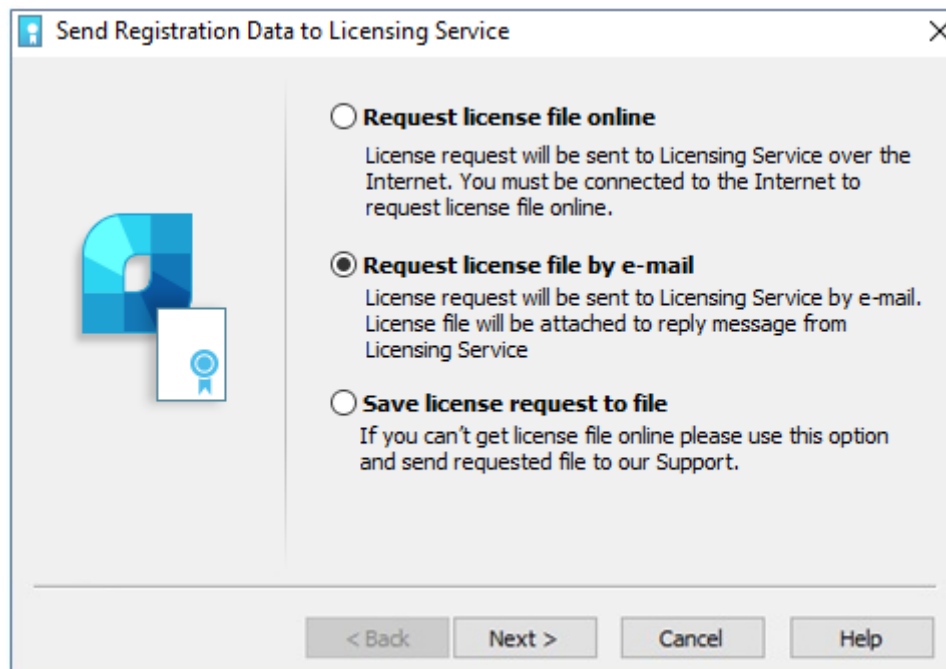 Send Registration Data to Licensing Service
Request license file online
License request will be sent to Licensing Service over the
Internet. You must be connected to the Internet to
request license file online.
Request license file by e-mail
License request will be sent to Licensing Service by e-mail.
License file will be attached to reply message from
Licensing Service
Save license request to file
If you can't get license file online please use this option
and send requested file to our Support.
< Back Next > Cancel Help